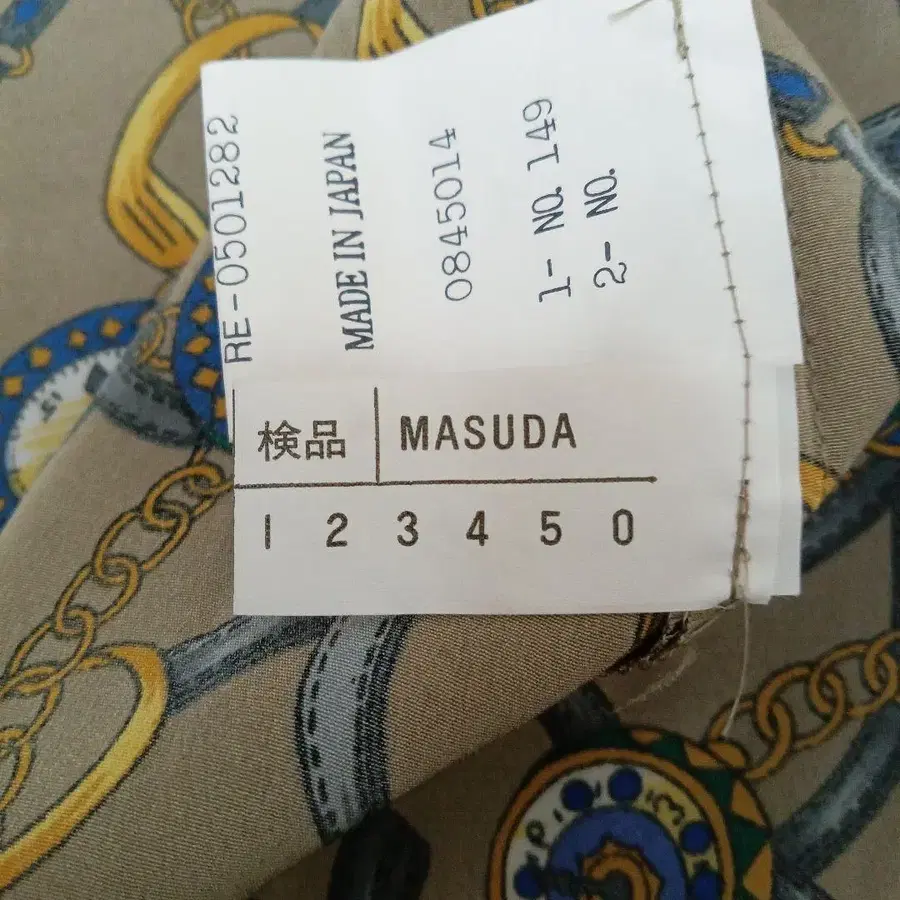 RE-0501282
MADE IN JAPAN
0845014
1- NO. 149
2- NO.
検品 MASUDA
1 2 3 4 5 0